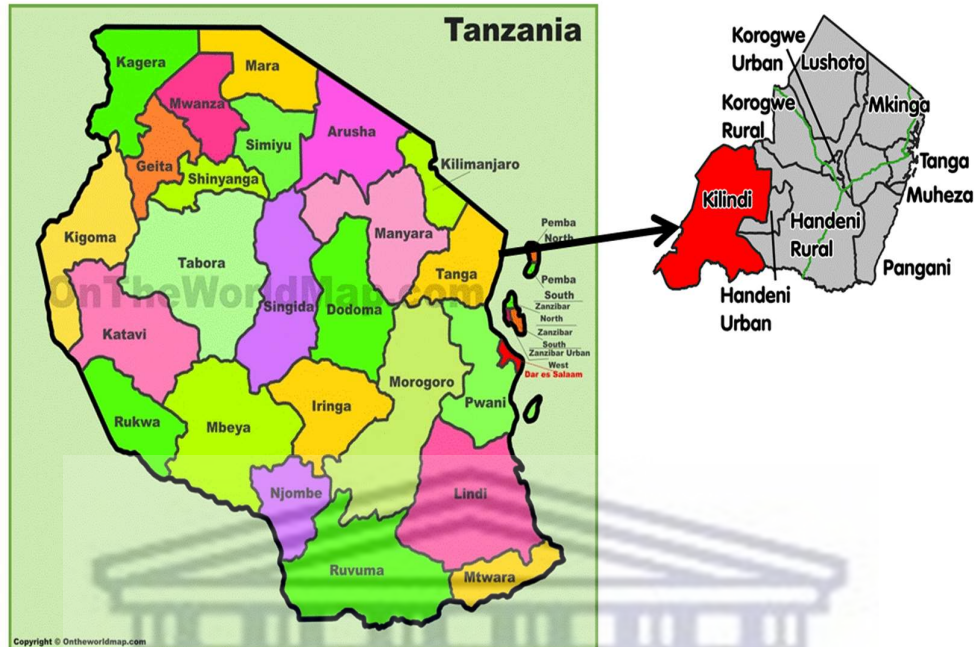 Tanzania
Kagera
Mara
Mwanza
Arusha
Simiyu
Geita
Shinyanga
Kilimanjaro
Kigoma
Tabora
Manyara
Tanga
Singida
Dodoma
Katavi
OnTheWorldMap.com
Pemba
North
Pemba
South
Zanzibar
North
Zanzibar
South
Zanzibar Urban
West
Dar es Salaam
Morogoro
Pwani
Rukwa
Mbeya
Iringa
Njombe
Lindi
Ruvuma
Mtwara
Copyright © Ontheworldmap.com
Korogwe
Urban
Lushoto
Korogwe
Rural
Mkinga
Tanga
Muheza
Kilindi
Handeni
Rural
Pangani
Handeni
Urban